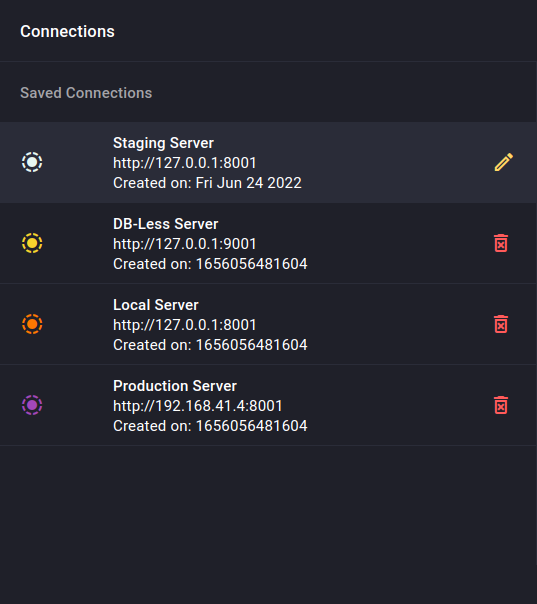 Connections
Saved Connections
Staging Server
http://127.0.0.1:8001
Created on: Fri Jun 24 2022
DB-Less Server
http://127.0.0.1:9001
Created on: 1656056481604
Local Server
http://127.0.0.1:8001
Created on: 1656056481604
Production Server
http://192.168.41.4:8001
Created on: 1656056481604